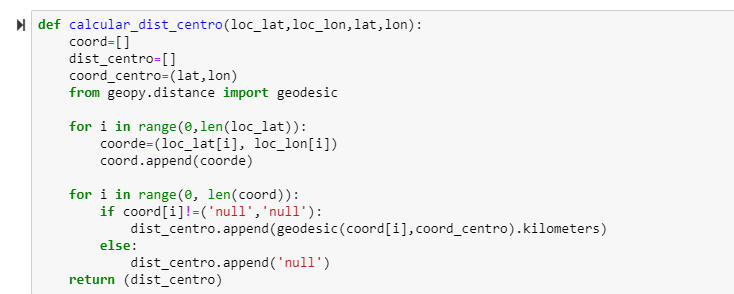 def calcular_dist_centro(loc_lat,loc_lon,lat,lon):
    coord=[]
    dist_centro=[]
    coord_centro=(lat,lon)
    from geopy.distance import geodesic

    for i in range(0,len(loc_lat)):
        coorde=(loc_lat[i], loc_lon[i])
        coord.append(coorde)

    for i in range(0, len(coord)):
        if coord[i]!=('null','null'):
            dist_centro.append(geodesic(coord[i],coord_centro).kilometers)
        else:
            dist_centro.append('null')
    return (dist_centro)